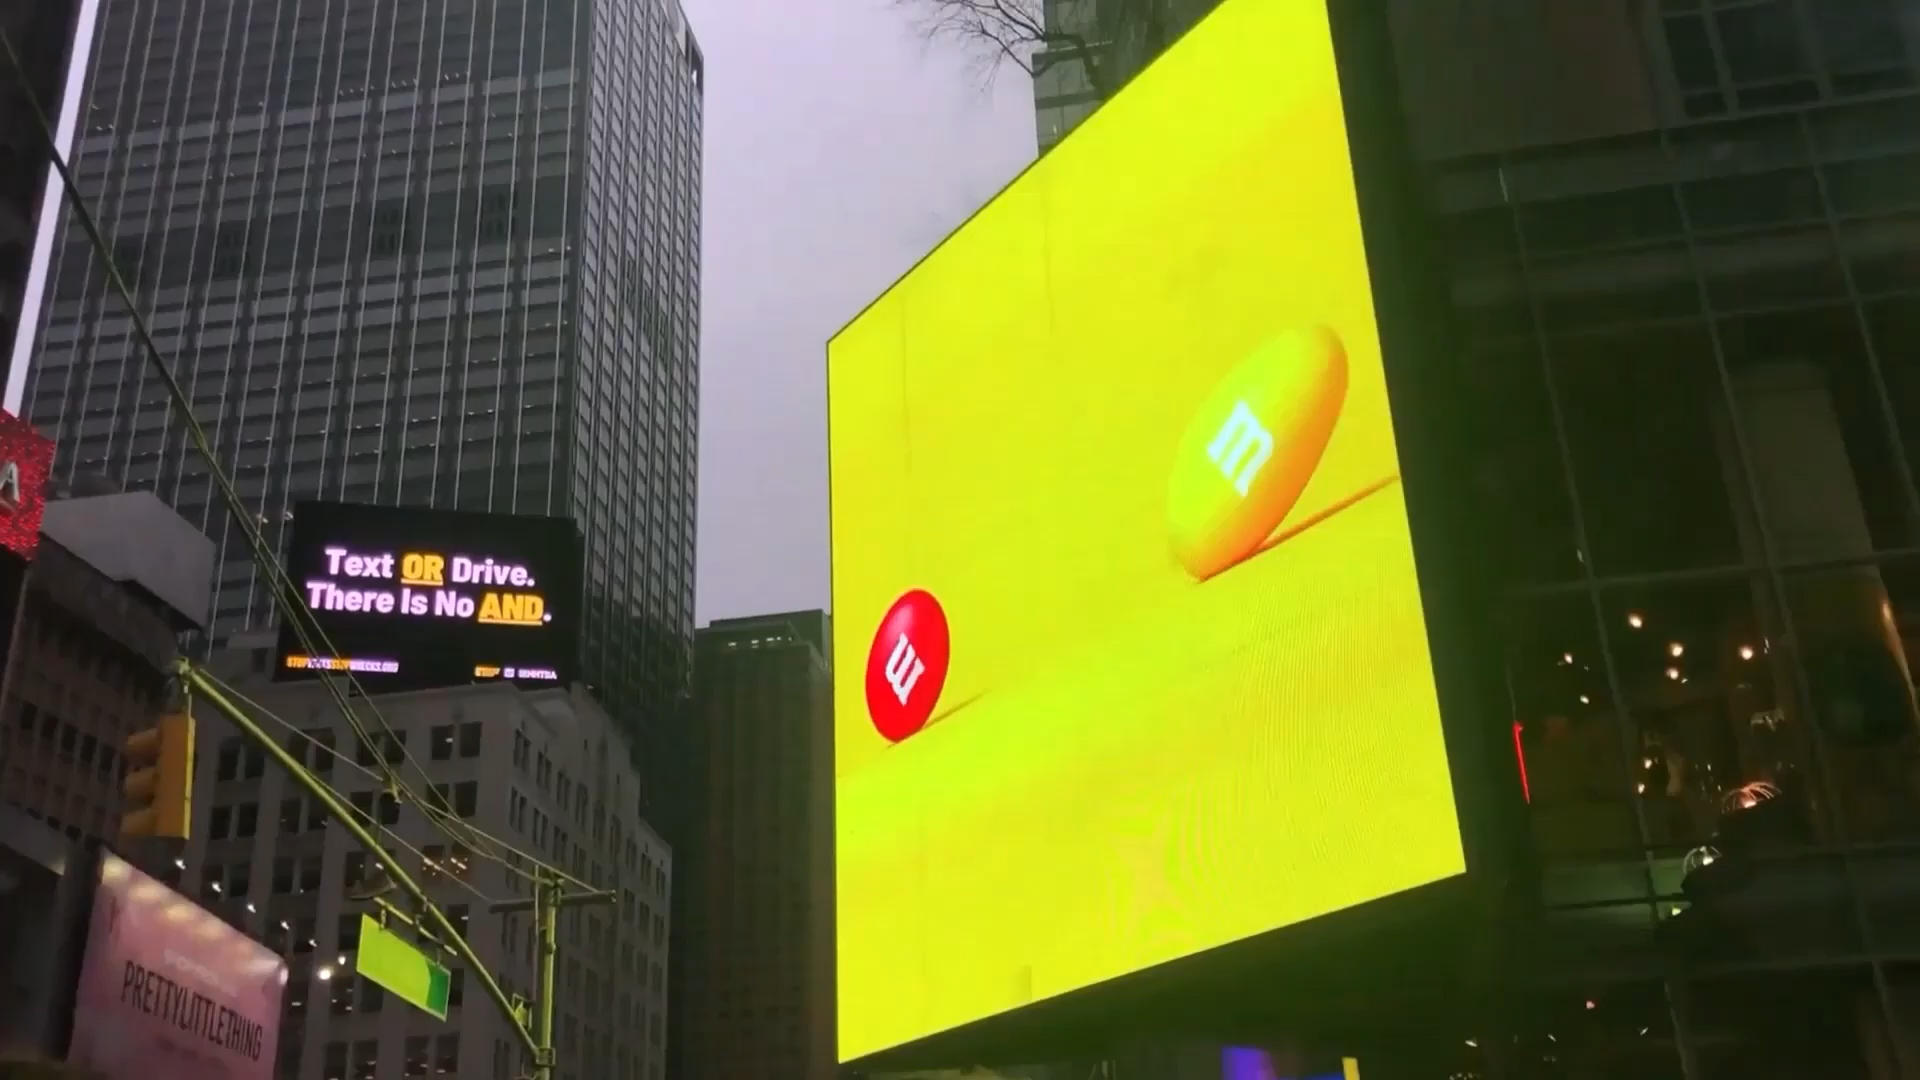 A
Text OR Drive.
There Is No AND.
PRETTYLITTLETHING
m
m